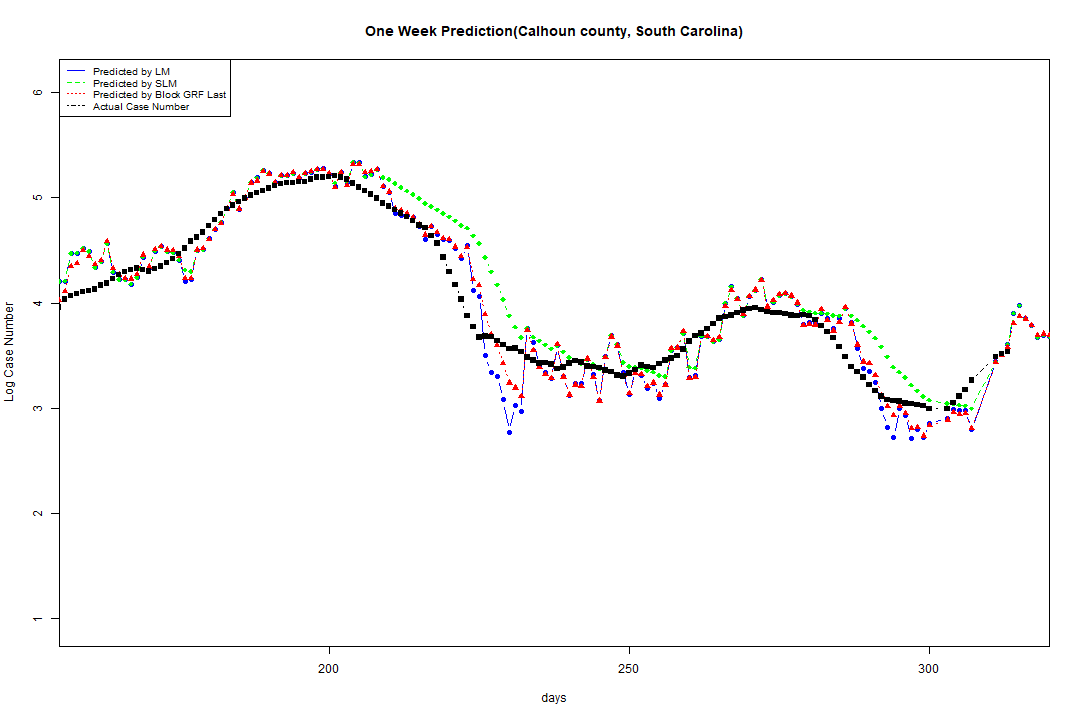 One Week Prediction(Calhoun county, South Carolina)
Predicted by LM
Predicted by SLM
Predicted by Block GRF Last
Actual Case Number
6
5
4
3
2
1
Log Case Number
200 250 300
days